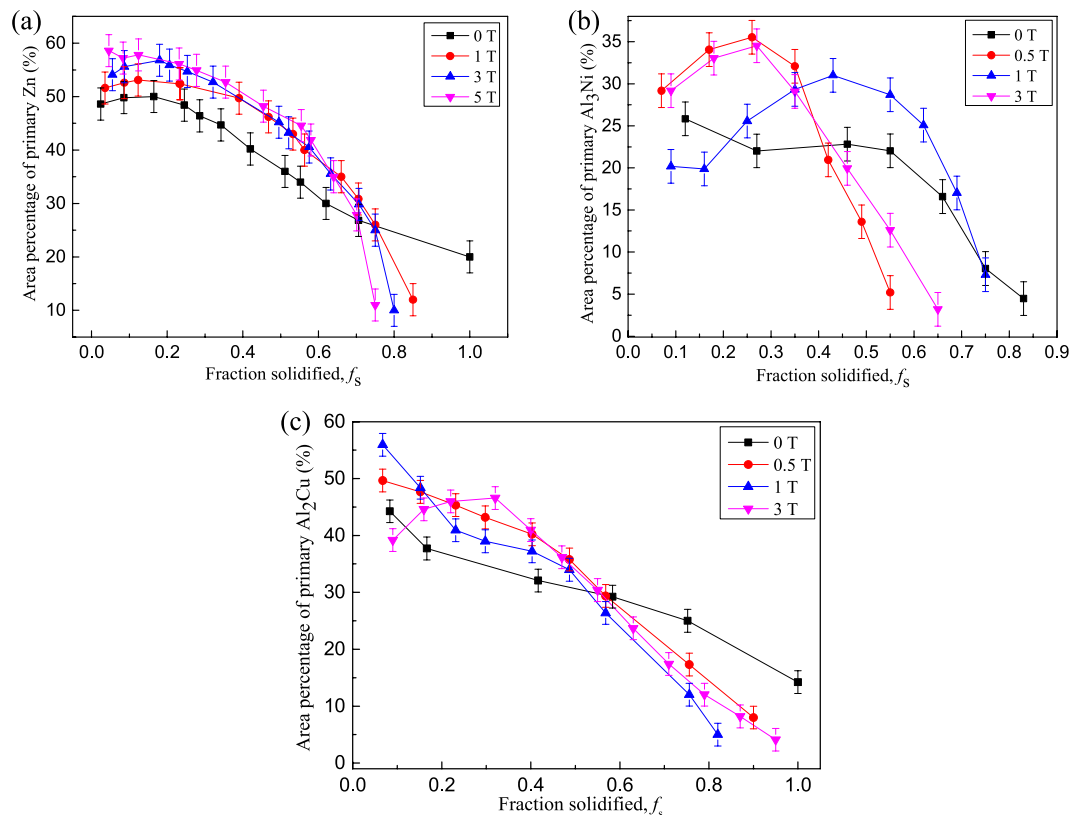 (a)
60
50
40
30
20
10
Area percentage of primary Zn (%)
0 T
1 T
3 T
5 T
0.0 0.2 0.4 0.6 0.8 1.0
Fraction solidified, fS
(b)
35
30
25
20
15
10
5
0
Area percentage of primary Al3Ni (%)
0 T
0.5 T
1 T
3 T
0.0 0.1 0.2 0.3 0.4 0.5 0.6 0.7 0.8 0.9
Fraction solidified, fS
(c)
60
50
40
30
20
10
0
Area percentage of primary Al2Cu (%)
0 T
0.5 T
1 T
3 T
0.0 0.2 0.4 0.6 0.8 1.0
Fraction solidified, fs